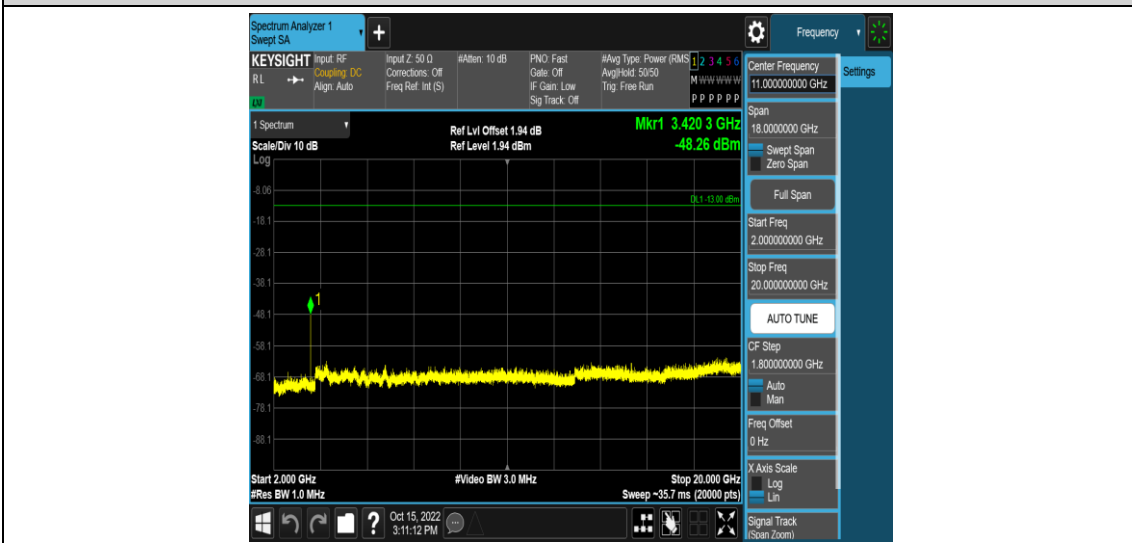 Spectrum Analyzer 1
Swept SA
+
Frequency
KEYSIGHT
RL
LXI
Input: RF
Coupling: DC
Align: Auto
Input Z: 50 Ω
Corrections: Off
Freq Ref: Int (S)
#Atten: 10 dB
PNO: Fast
Gate: Off
IF Gain: Low
Sig Track: Off
#Avg Type: Power (RMS
Avg|Hold: 50/50
Trig: Free Run
1 2 3 4 5 6
M W W W W W
P P P P P P
1 Spectrum
Scale/Div 10 dB
Log
Ref Lvl Offset 1.94 dB
Ref Level 1.94 dBm
Mkr1 3.420 3 GHz
-48.26 dBm
-8.06
DL1 -13.00 dBm
-18.1
-28.1
-38.1
1
-48.1
-58.1
-68.1
-78.1
-88.1
Start 2.000 GHz
#Video BW 3.0 MHz
Stop 20.000 GHz
#Res BW 1.0 MHz
Sweep ~35.7 ms (20000 pts)
?
Oct 15, 2022
3:11:12 PM
Center Frequency
11.000000000 GHz
Settings
Span
18.0000000 GHz
Swept Span
Zero Span
Full Span
Start Freq
2.000000000 GHz
Stop Freq
20.000000000 GHz
AUTO TUNE
CF Step
1.800000000 GHz
Auto
Man
Freq Offset
0 Hz
X Axis Scale
Log
Lin
Signal Track
(Span Zoom)